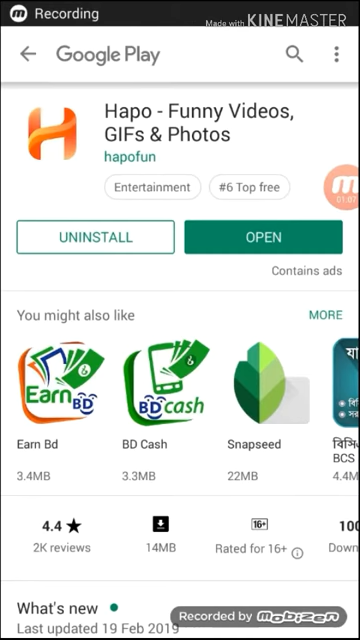 Recording
Made with KINEMASTER
Google Play
Hapo - Funny Videos,
GIFs & Photos
hapofun
Entertainment
#6 Top free
1:07
UNINSTALL
OPEN
Contains ads
You might also like
MORE
Earn BD
BD cash
Earn Bd
BD Cash
Snapseed
BCS
3.4MB
3.3MB
22MB
4.4M
4.4 ★
16+
100
2K reviews
14MB
Rated for 16+
Down
What's new
Last updated 19 Feb 2019
Recorded by MOBIZEN